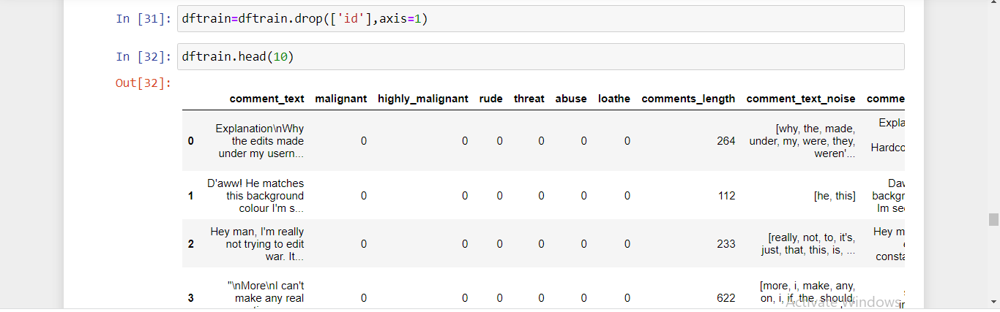 In [31]: dftrain=dftrain.drop(['id'],axis=1)
In [32]: dftrain.head(10)
Out[32]:
comment_text malignant highly_malignant rude threat abuse loathe comments_length comment_text_noise comme
Explanation\nWhy
the edits made
under my usern...
0 0 0 0 0 0 0 264
[why, the, made,
under, my, were, they,
weren'...
Expla
Hardco
D'aww! He matches
this background
colour I'm s...
1 0 0 0 0 0 0 112
[he, this]
Dav
backgr
Im see
Hey man, I'm really
not trying to edit
war. It...
2 0 0 0 0 0 0 233
[really, not, to, it's,
just, that, this, is, ...
Hey m
consta
"\nMore\nI can't
make any real
3 0 0 0 0 0 0 622
[more, i, make, any,
on, i, if, the, should,
Activate Windows